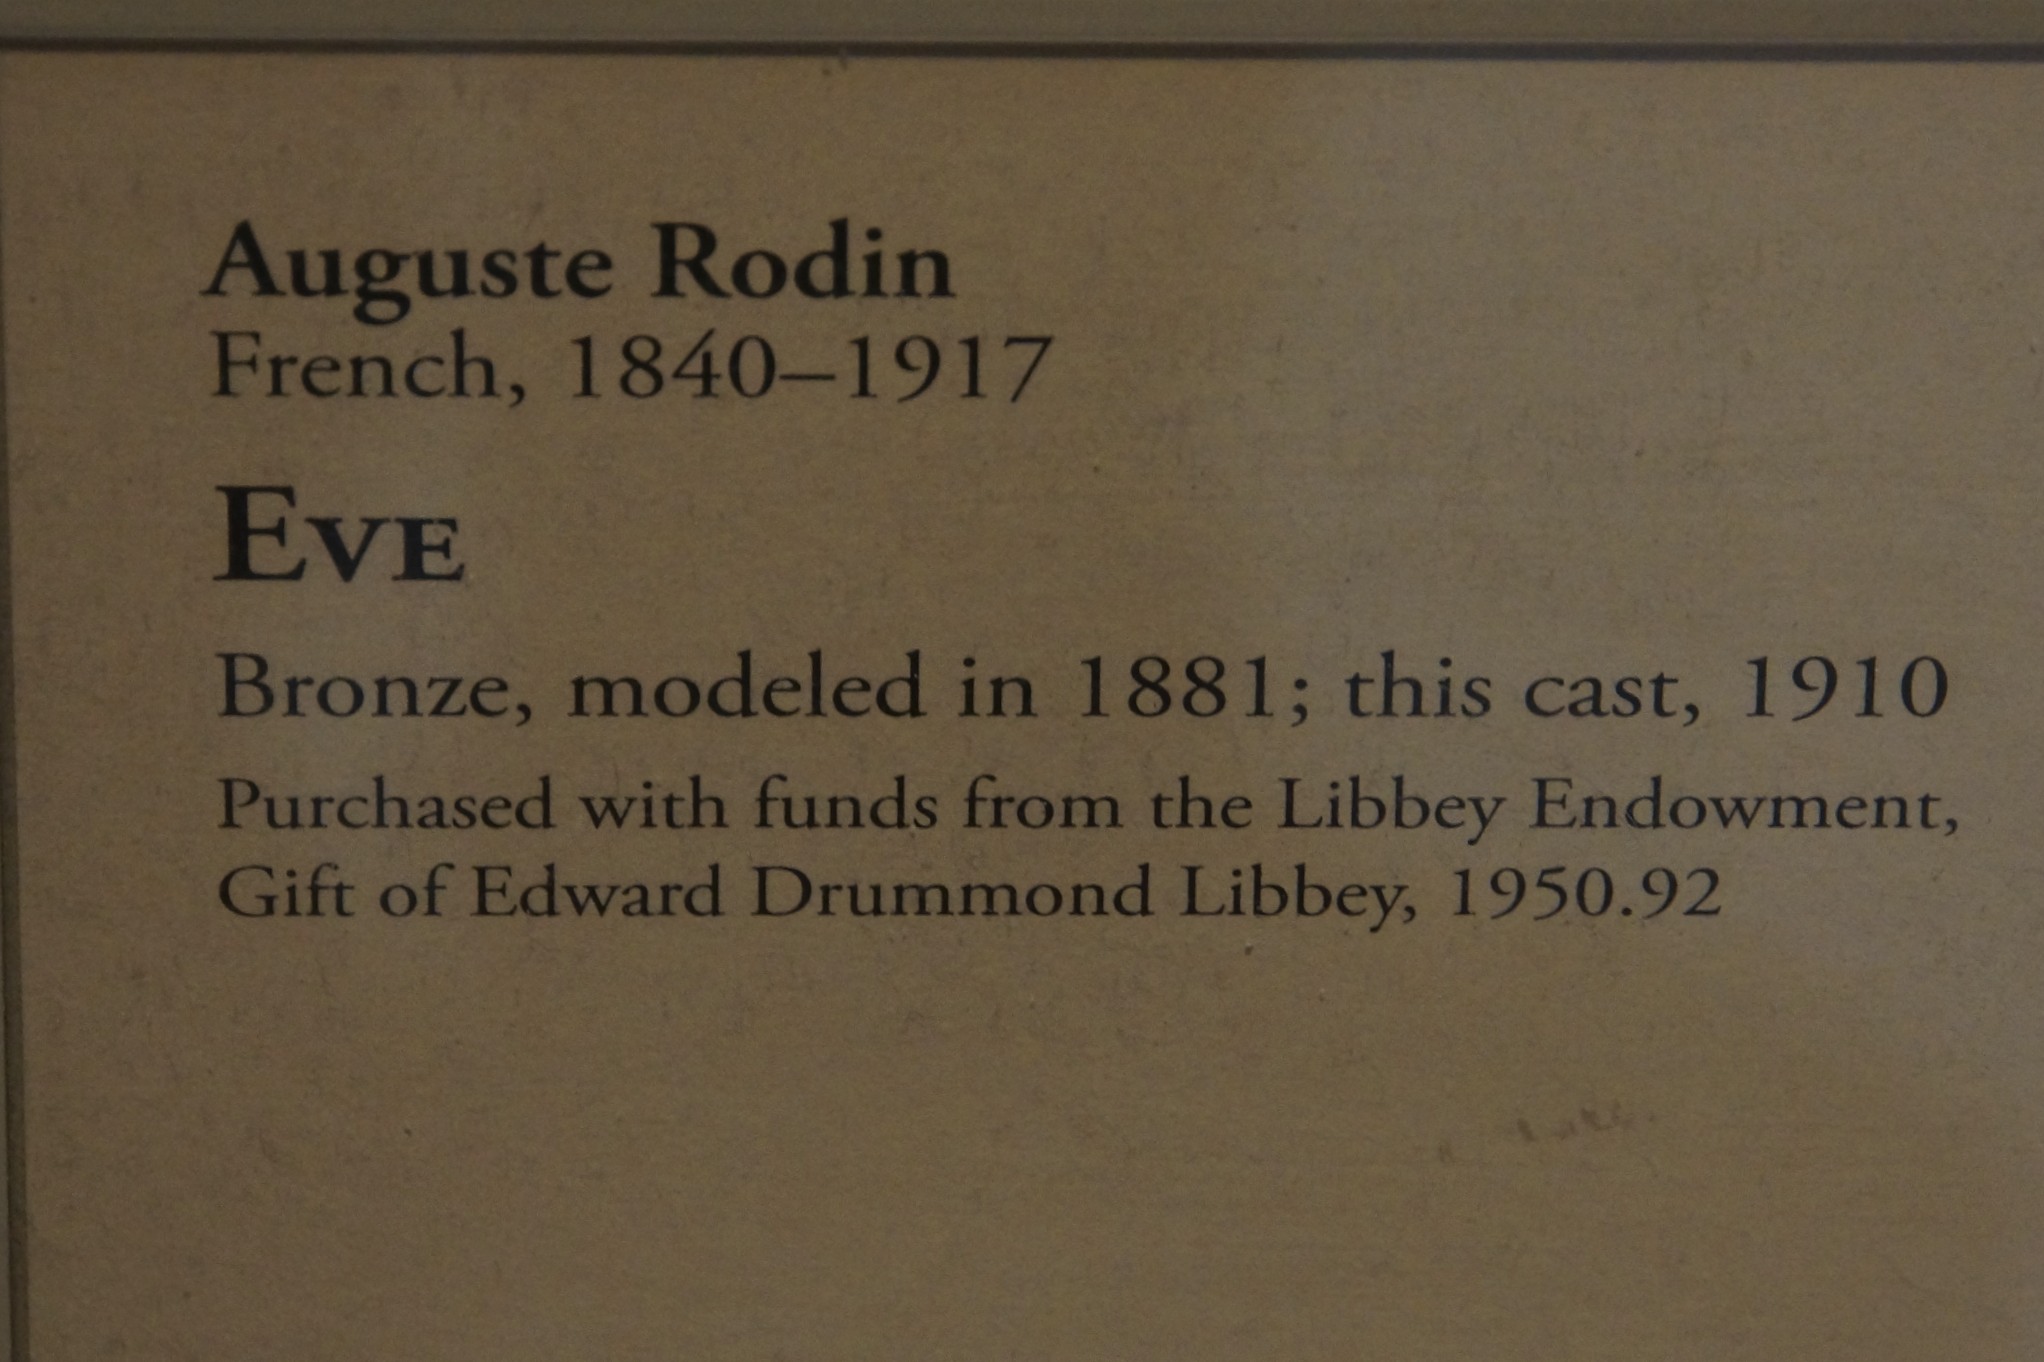 Auguste Rodin
French, 1840–1917
EVE
Bronze, modeled in 1881; this cast, 1910
Purchased with funds from the Libbey Endowment,
Gift of Edward Drummond Libbey, 1950.92